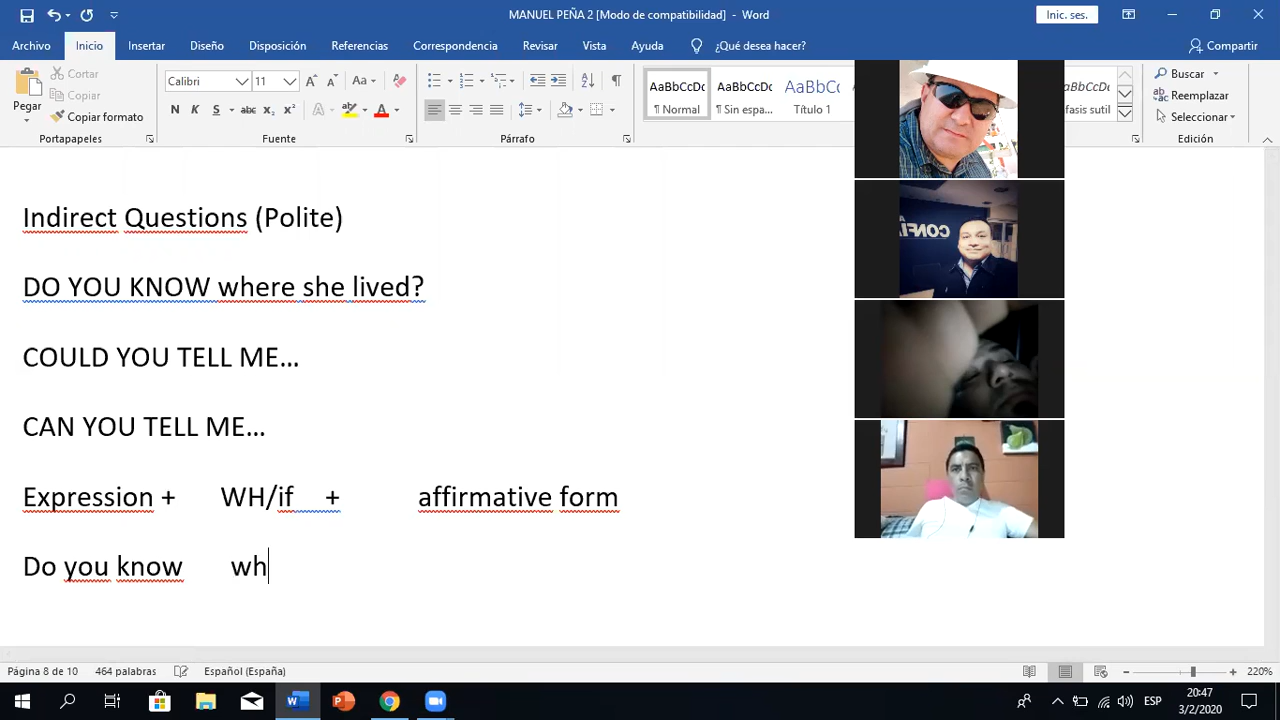 MANUEL PEÑA 2 [Modo de compatibilidad] - Word
Inic. ses.
Archivo Inicio Insertar Diseño Disposición Referencias Correspondencia Revisar Vista Ayuda ¿Qué desea hacer? Compartir
Pegar
Cortar
Copiar
Copiar formato
Portapapeles
Calibri 11
Fuente
Párrafo
AaBbCcDc AaBbCcDc AaBbCc
¶ Normal ¶ Sin espa... Título 1
fasis sutil
Buscar
Reemplazar
Seleccionar
Edición
Indirect Questions (Polite)
DO YOU KNOW where she lived?
COULD YOU TELL ME...
CAN YOU TELL ME...
Expression + WH/if + affirmative form
Do you know wh
Página 8 de 10 464 palabras Español (España) 220%
ESP
20:47
3/2/2020